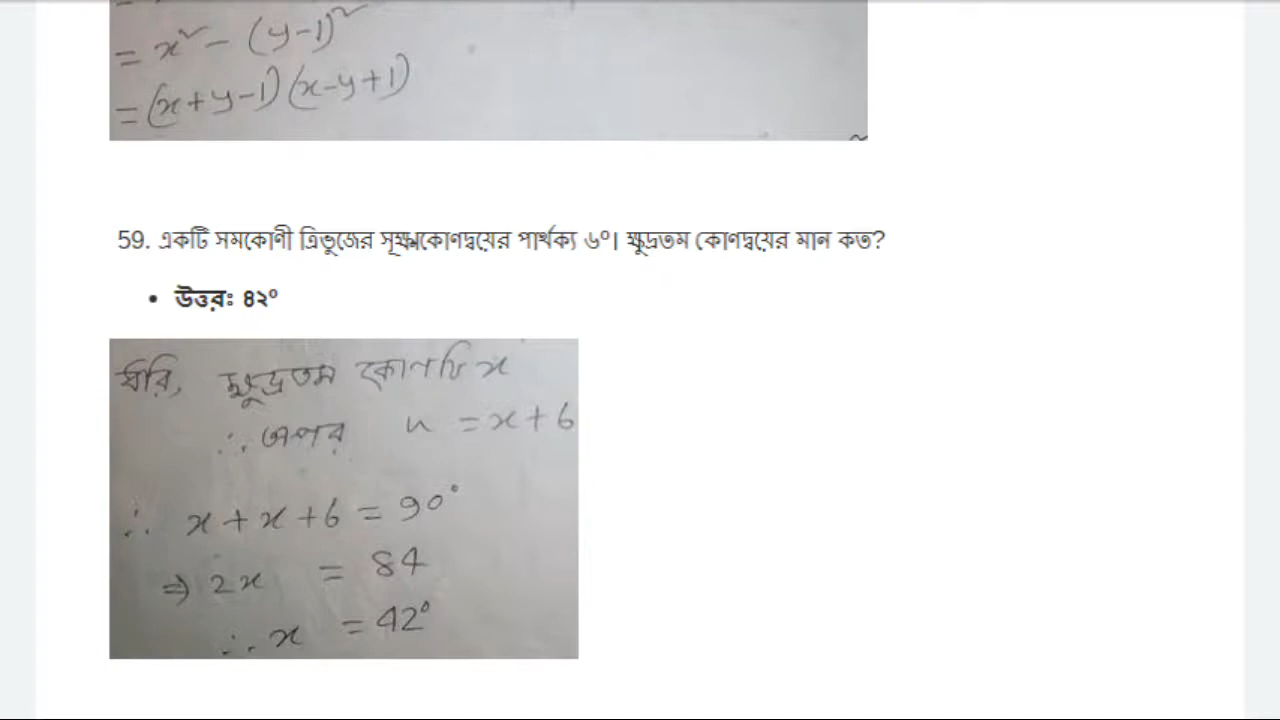 = x² - (y-1)²
= (x+y-1)(x-y+1)
59. একটি সমকোণী ত্রিভুজের সূক্ষ্মকোণদ্বয়ের পার্থক্য ৬°। ক্ষুদ্রতম কোণদ্বয়ের মান কত?
• উত্তরঃ ৪২°
ধরি, ক্ষুদ্রতম কোণটি x
∴ অপর " = x+6
∴ x+x+6 = 90°
⇒ 2x = 84
∴ x = 42°